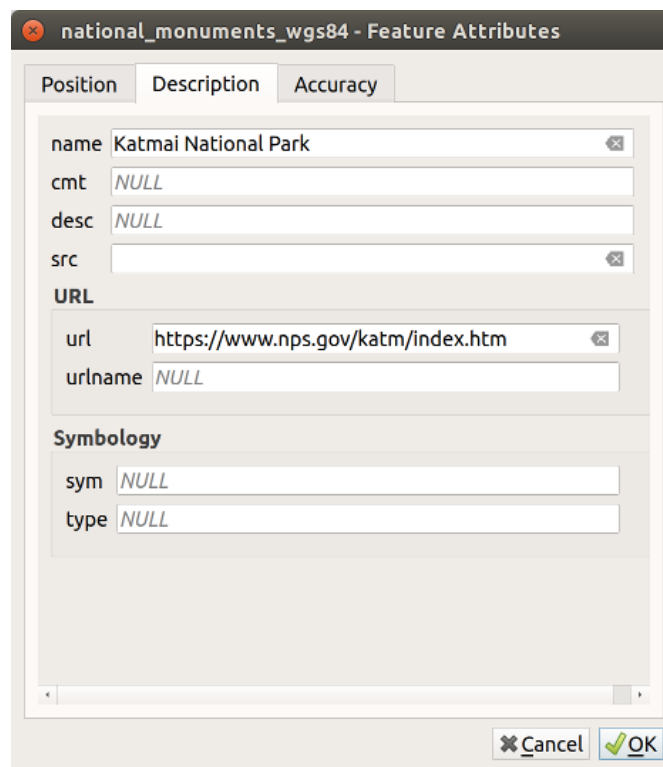 national_monuments_wgs84 - Feature Attributes
Position Description Accuracy
name Katmai National Park
cmt NULL
desc NULL
src
URL
url https://www.nps.gov/katm/index.htm
urlname NULL
Symbology
sym NULL
type NULL
Cancel OK